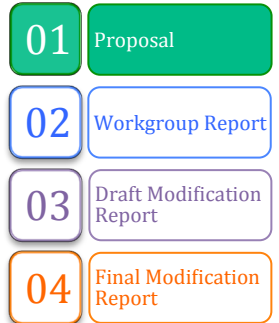 01
Proposal
02
Workgroup Report
03
Draft Modification
Report
04
Final Modification
Report